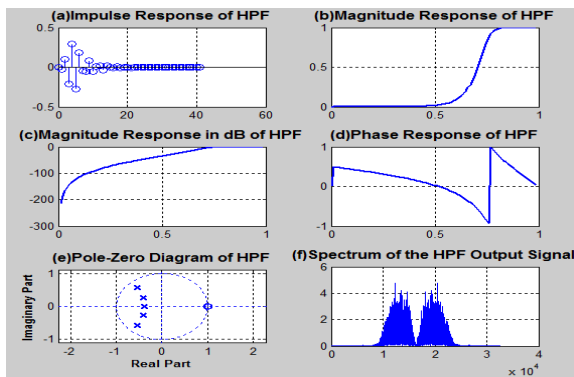 (a)Impulse Response of HPF
0.5
0
-0.5
0 20 40 60
(b)Magnitude Response of HPF
1
0.5
0
0 0.5 1
(c)Magnitude Response in dB of HPF
0
-100
-200
-300
0 0.5 1
(d)Phase Response of HPF
1
0
-1
0 0.5 1
(e)Pole-Zero Diagram of HPF
Imaginary Part
1
0
-1
-2 -1 0 1 2
Real Part
(f)Spectrum of the HPF Output Signal
6
4
2
0
0 1 2 3 4
x 10^4